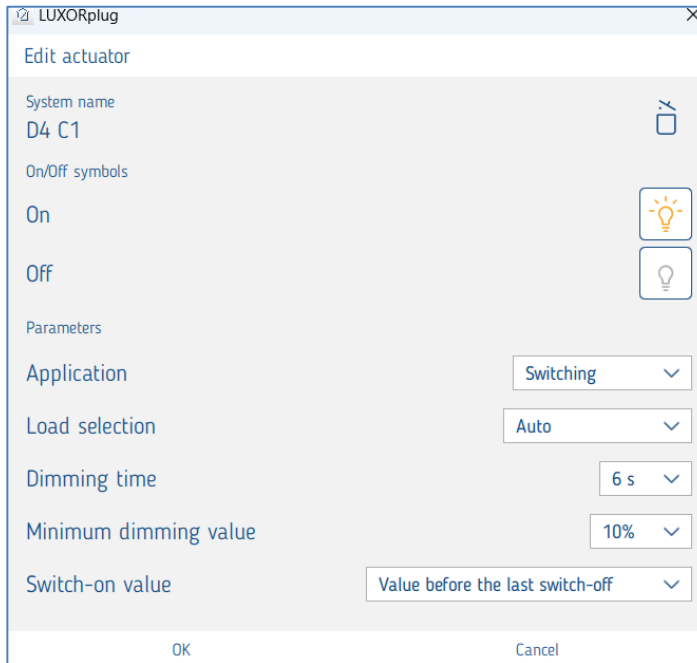 LUXORplug
Edit actuator
System name
D4 C1
On/Off symbols
On
Off
Parameters
Application Switching
Load selection Auto
Dimming time 6 s
Minimum dimming value 10%
Switch-on value Value before the last switch-off
OK Cancel